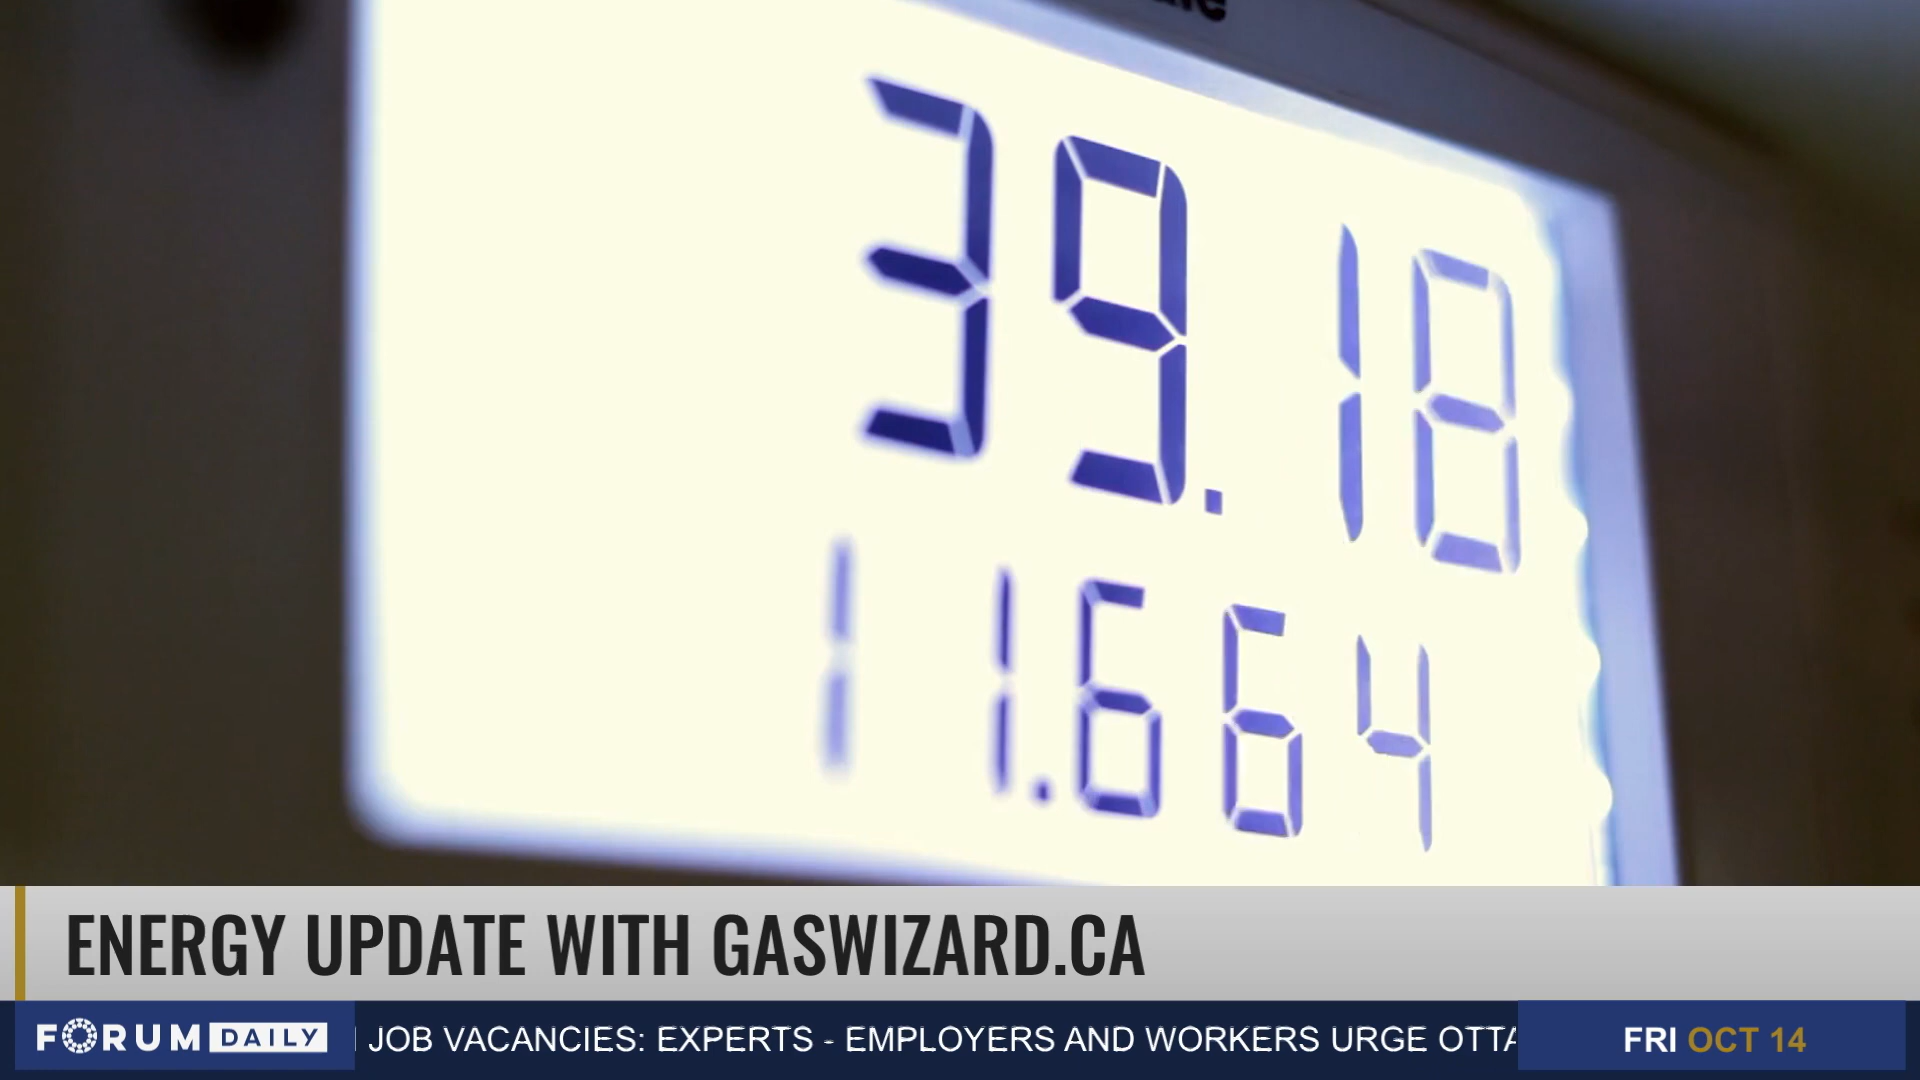 39.18
11.664
ENERGY UPDATE WITH GASWIZARD.CA
FORUM DAILY
JOB VACANCIES: EXPERTS - EMPLOYERS AND WORKERS URGE
FRI OCT 14